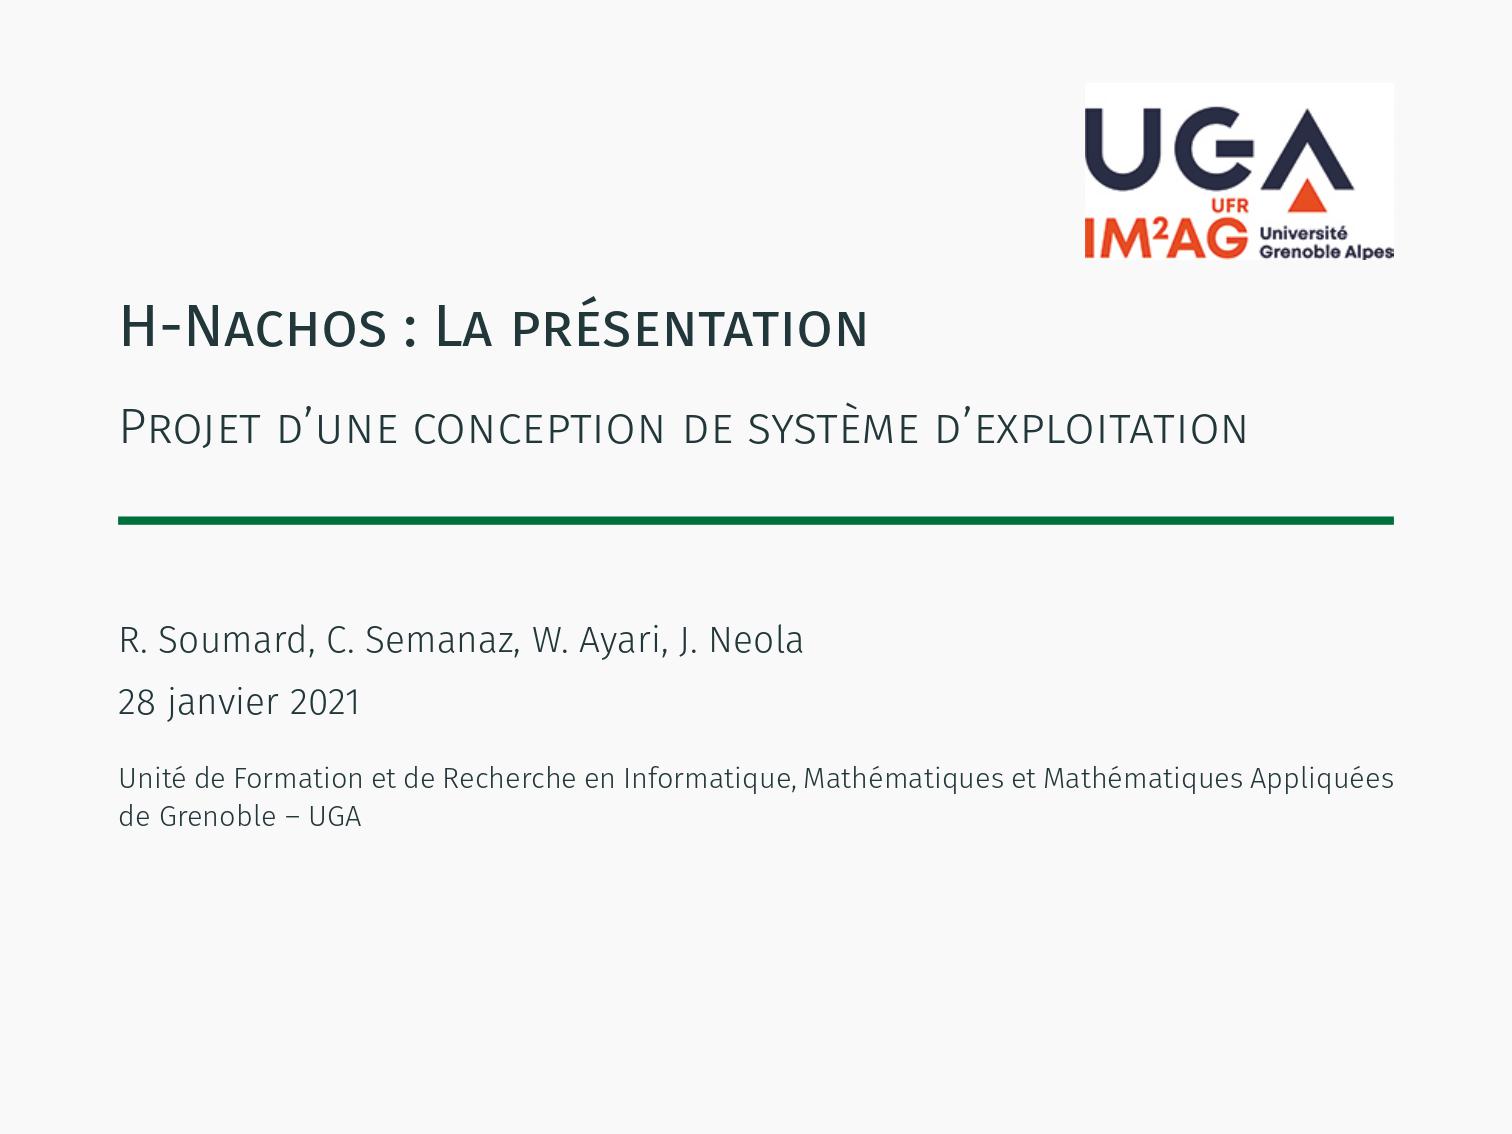 UGA
UFR
IM²AG Université
Grenoble Alpes
H-Nachos : La présentation
Projet d’une conception de système d’exploitation
R. Soumard, C. Semanaz, W. Ayari, J. Neola
28 janvier 2021
Unité de Formation et de Recherche en Informatique, Mathématiques et Mathématiques Appliquées
de Grenoble – UGA